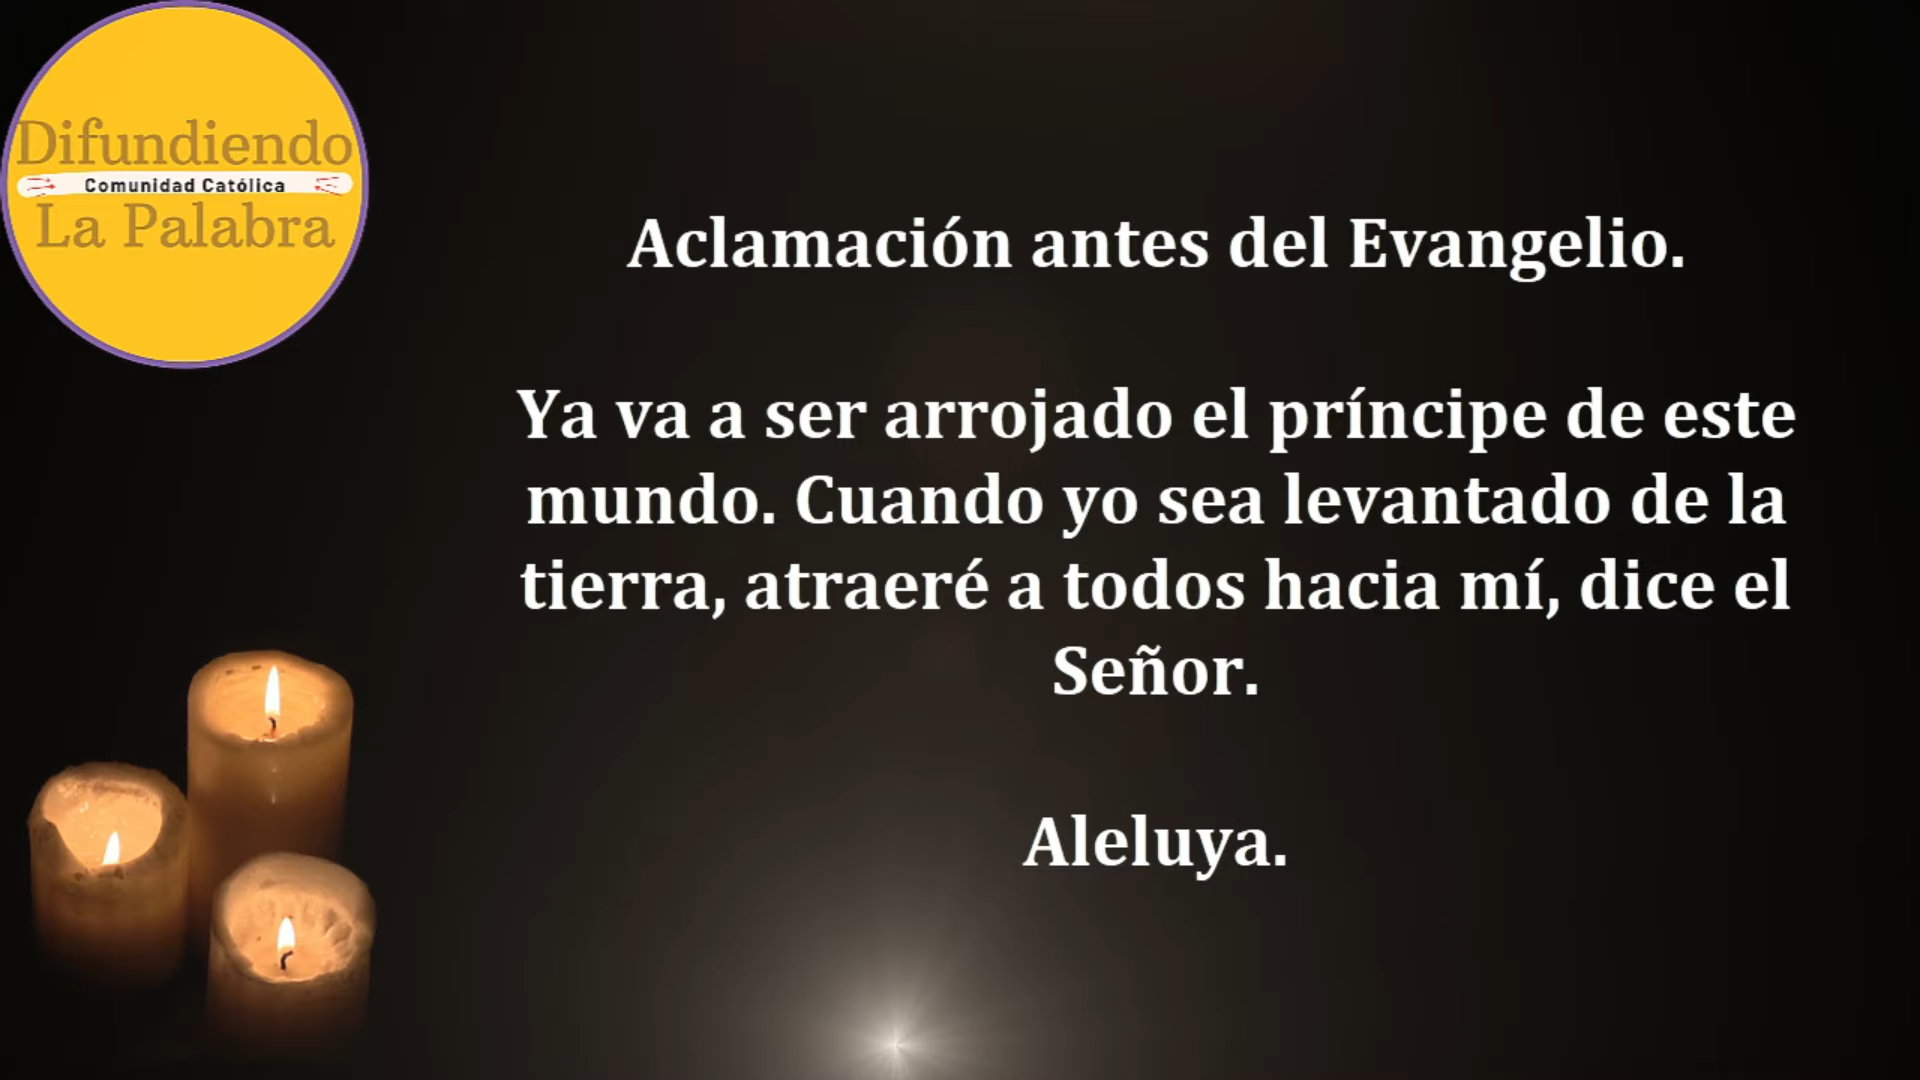 Difundiendo
Comunidad Católica
La Palabra
Aclamación antes del Evangelio.
Ya va a ser arrojado el príncipe de este
mundo. Cuando yo sea levantado de la
tierra, atraeré a todos hacia mí, dice el
Señor.
Aleluya.